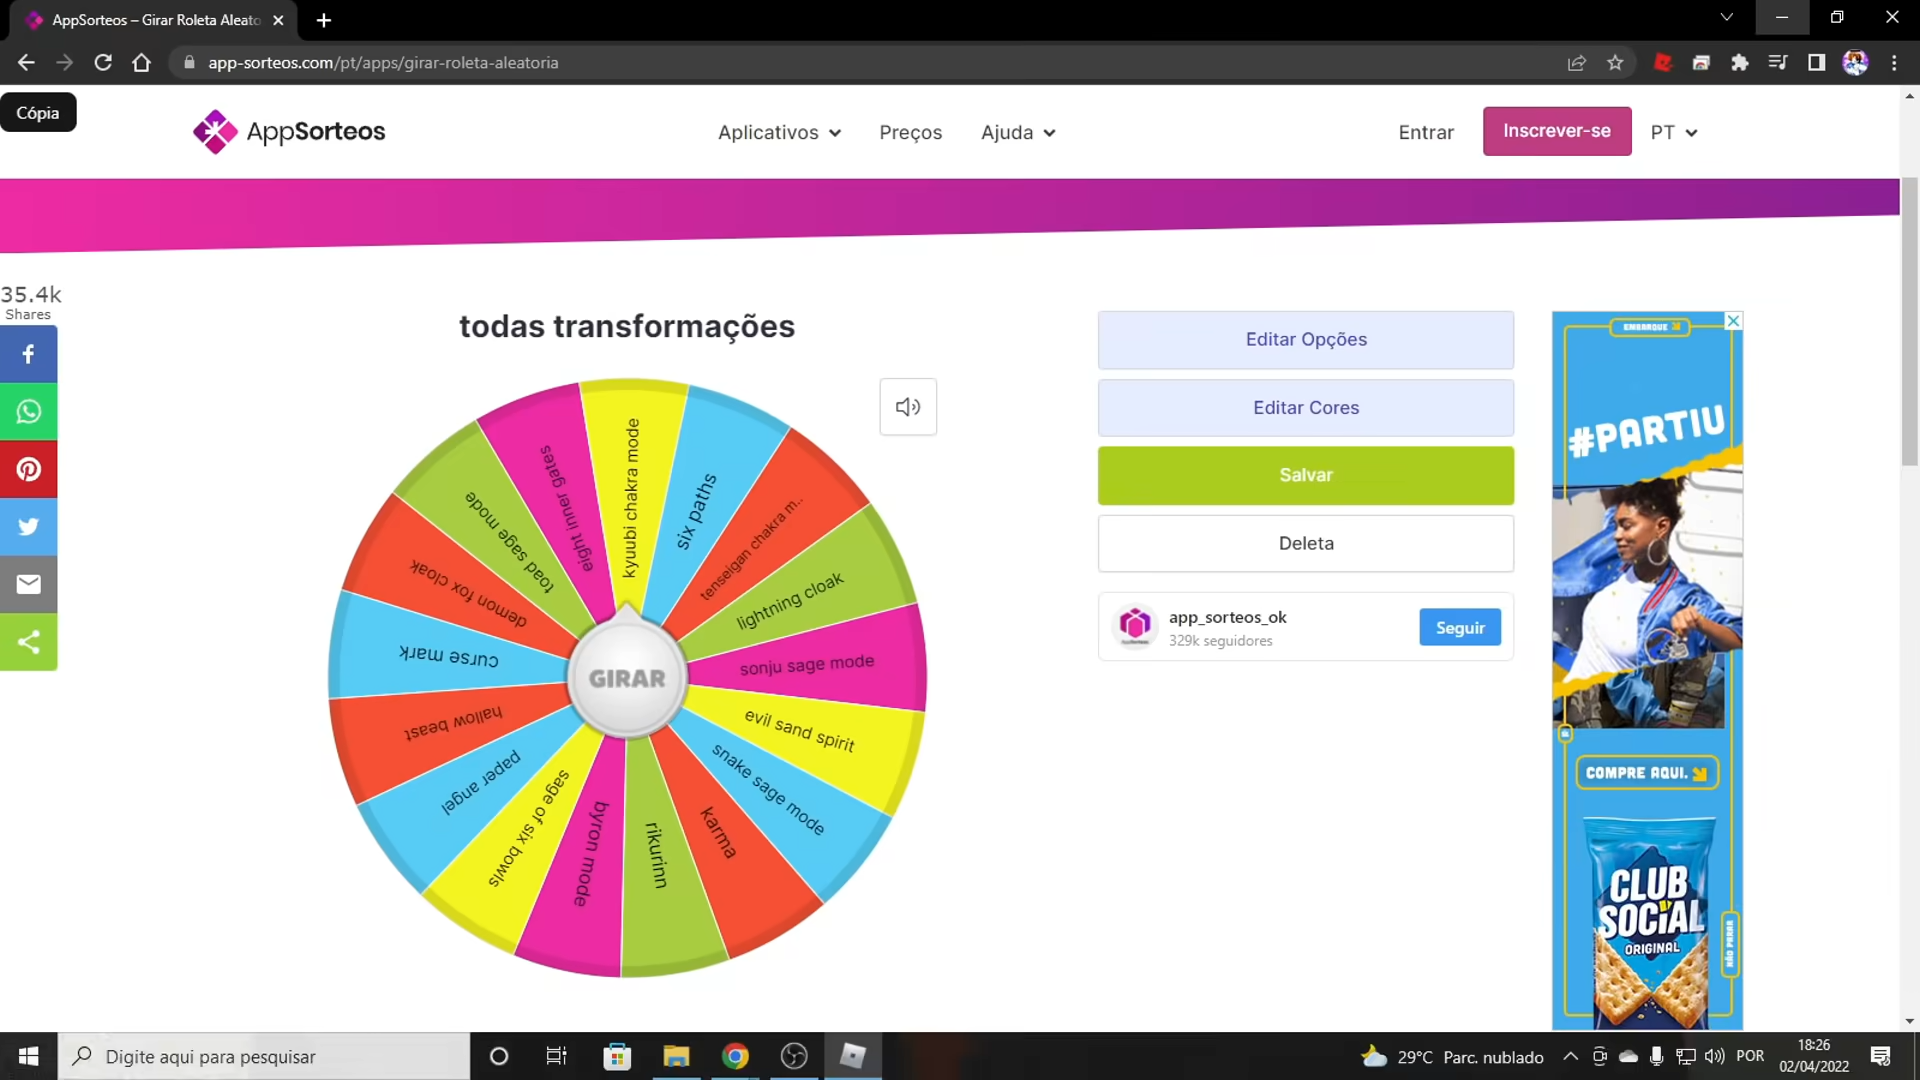 AppSorteos – Girar Roleta Aleato
app-sorteos.com/pt/apps/girar-roleta-aleatoria
Cópia
AppSorteos
Aplicativos
Preços
Ajuda
Entrar
Inscrever-se
PT
35.4k
Shares
todas transformações
kyuubi chakra mode
six paths
tenseigan chakra m..
lightning cloak
sonju sage mode
evil sand spirit
snake sage mode
karma
rikurinn
byron mode
sage of six bowls
paper angel
hallow beast
curse mark
demon fox cloak
toad sage mode
eight inner gates
GIRAR
Editar Opções
Editar Cores
Salvar
Deleta
app_sorteos_ok
329k seguidores
Seguir
EMBARQUE
#PARTIU
COMPRE AQUI.
CLUB
SOCIAL
ORIGINAL
NÃO PARAR
Digite aqui para pesquisar
29°C Parc. nublado
POR
18:26
02/04/2022